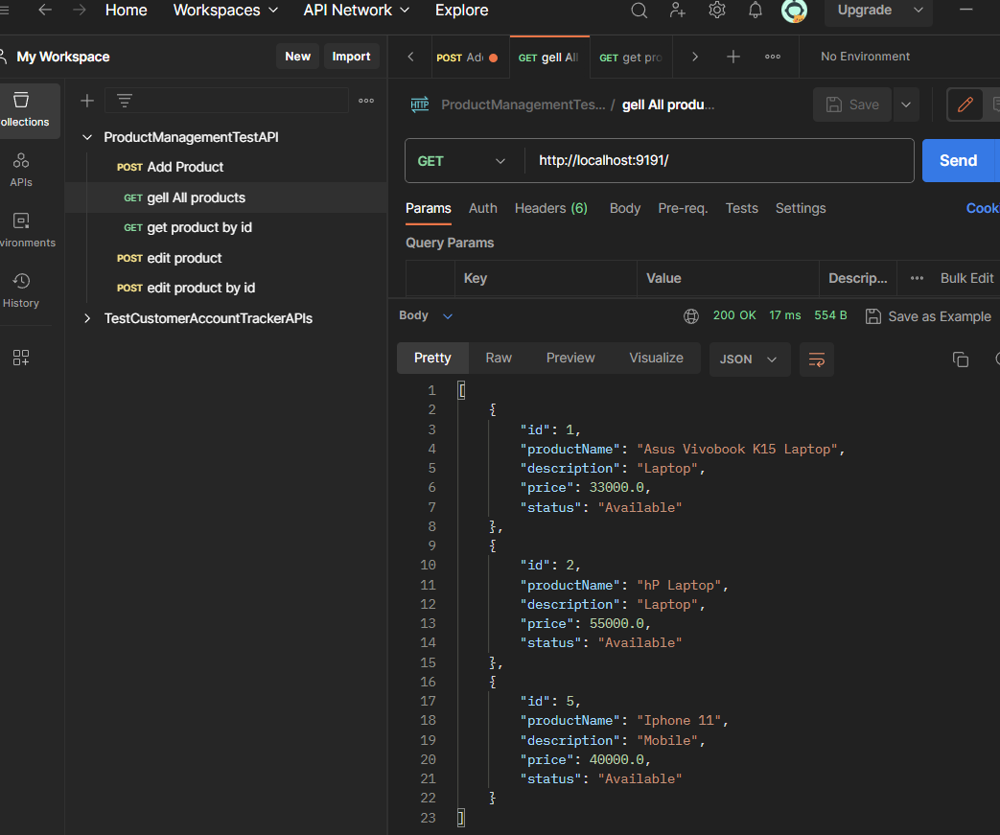 Home Workspaces API Network Explore Upgrade
My Workspace New Import
POST Ad GET gell All GET get pro No Environment
ollections
APIs
vironments
History
ProductManagementTestAPI
POST Add Product
GET gell All products
GET get product by id
POST edit product
POST edit product by id
TestCustomerAccountTrackerAPIs
HTTP ProductManagementTes... / gell All produ... Save
GET http://localhost:9191/ Send
Params Auth Headers (6) Body Pre-req. Tests Settings Cook
Query Params
Key Value Descrip... Bulk Edit
Body 200 OK 17 ms 554 B Save as Example
Pretty Raw Preview Visualize JSON
1 [
2 {
3 "id": 1,
4 "productName": "Asus Vivobook K15 Laptop",
5 "description": "Laptop",
6 "price": 33000.0,
7 "status": "Available"
8 },
9 {
10 "id": 2,
11 "productName": "hP Laptop",
12 "description": "Laptop",
13 "price": 55000.0,
14 "status": "Available"
15 },
16 {
17 "id": 5,
18 "productName": "Iphone 11",
19 "description": "Mobile",
20 "price": 40000.0,
21 "status": "Available"
22 }
23 ]